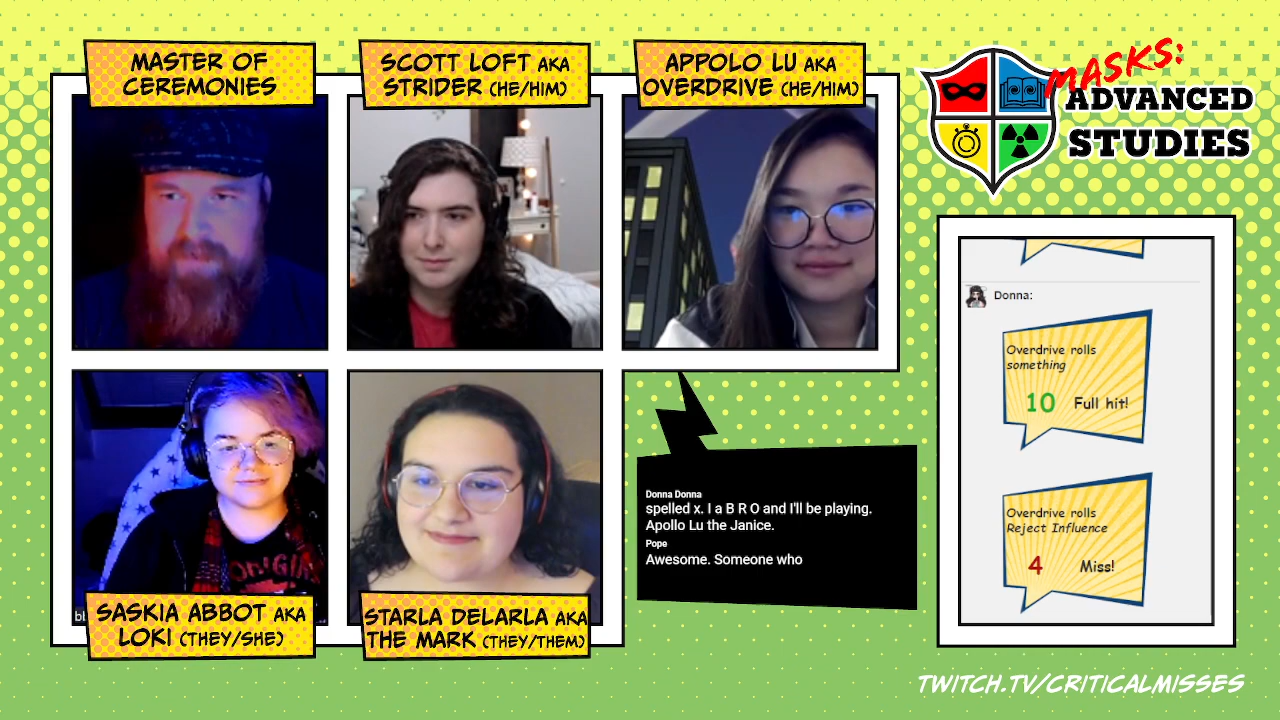 MASTER OF
CEREMONIES
SCOTT LOFT AKA
STRIDER (HE/HIM)
APPOLO LU AKA
OVERDRIVE (HE/HIM)
MASKS:
ADVANCED
STUDIES
Donna:
Overdrive rolls
something
10 Full hit!
Overdrive rolls
Reject Influence
4 Miss!
Donna Donna
spelled x. I a B R O and I'll be playing.
Apollo Lu the Janice.
Pope
Awesome. Someone who
bl
SASKIA ABBOT AKA
LOKI (THEY/SHE)
STARLA DELARLA AKA
THE MARK (THEY/THEM)
TWITCH.TV/CRITICALMISSES